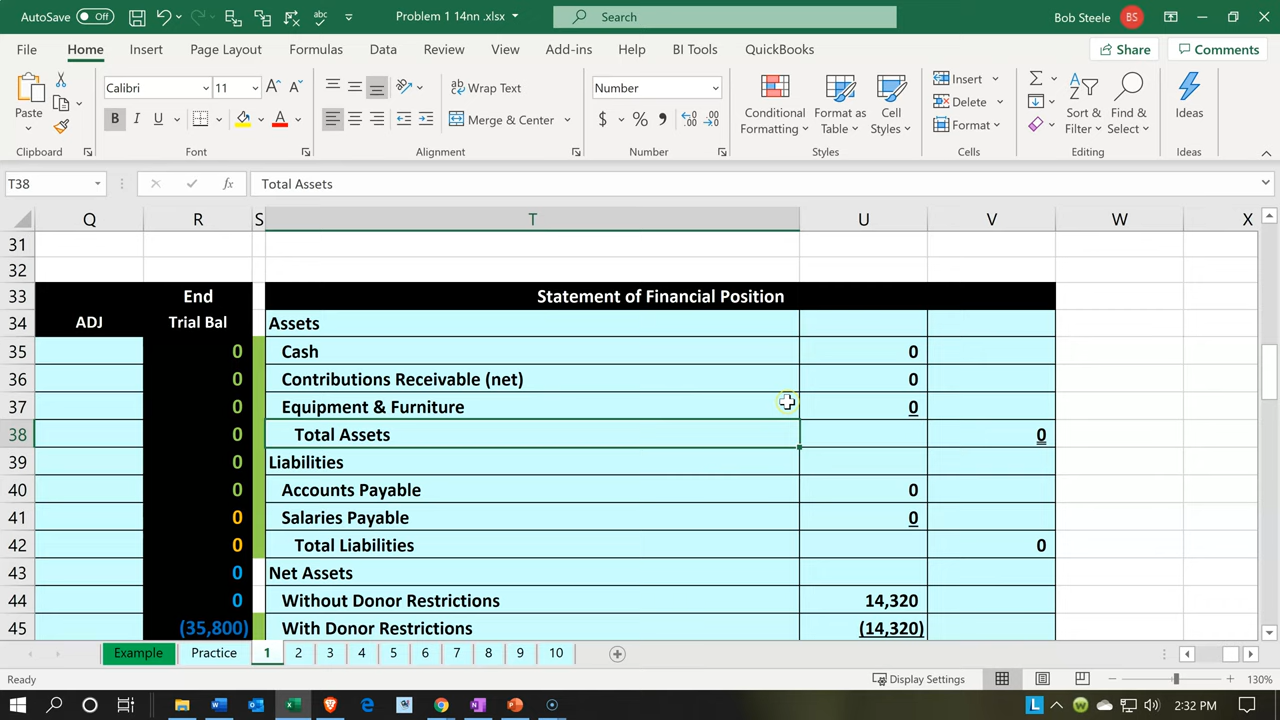 AutoSave Off abc Problem 1 14nn .xlsx Search Bob Steele BS
File Home Insert Page Layout Formulas Data Review View Add-ins Help BI Tools QuickBooks Share Comments
Calibri 11 A A ab Wrap Text Number Insert
Paste B I U A Merge & Center $ % , Conditional Formatting Format as Table Cell Styles Delete Format Sort & Filter Find & Select Ideas
Clipboard Font Alignment Number Styles Cells Editing Ideas
T38 fx Total Assets
Q R S T U V W X
31
32
33 End Statement of Financial Position
34 ADJ Trial Bal Assets
35 0 Cash 0
36 0 Contributions Receivable (net) 0
37 0 Equipment & Furniture 0
38 0 Total Assets 0
39 0 Liabilities
40 0 Accounts Payable 0
41 0 Salaries Payable 0
42 0 Total Liabilities 0
43 0 Net Assets
44 0 Without Donor Restrictions 14,320
45 (35,800) With Donor Restrictions (14,320)
Example Practice 1 2 3 4 5 6 7 8 9 10
Ready Display Settings 130%
2:32 PM